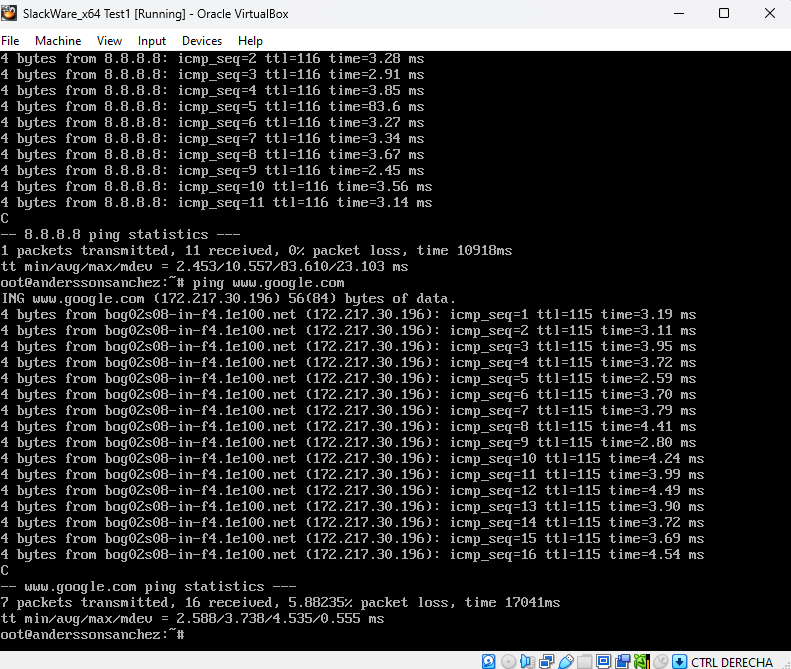 SlackWare_x64 Test1 [Running] - Oracle VirtualBox
File Machine View Input Devices Help
4 bytes from 8.8.8.8: icmp_seq=2 ttl=116 time=3.28 ms
4 bytes from 8.8.8.8: icmp_seq=3 ttl=116 time=2.91 ms
4 bytes from 8.8.8.8: icmp_seq=4 ttl=116 time=3.85 ms
4 bytes from 8.8.8.8: icmp_seq=5 ttl=116 time=83.6 ms
4 bytes from 8.8.8.8: icmp_seq=6 ttl=116 time=3.27 ms
4 bytes from 8.8.8.8: icmp_seq=7 ttl=116 time=3.34 ms
4 bytes from 8.8.8.8: icmp_seq=8 ttl=116 time=3.67 ms
4 bytes from 8.8.8.8: icmp_seq=9 ttl=116 time=2.45 ms
4 bytes from 8.8.8.8: icmp_seq=10 ttl=116 time=3.56 ms
4 bytes from 8.8.8.8: icmp_seq=11 ttl=116 time=3.14 ms
C
-- 8.8.8.8 ping statistics ---
1 packets transmitted, 11 received, 0% packet loss, time 10918ms
tt min/avg/max/mdev = 2.453/10.557/83.610/23.103 ms
oot@anderssonsanchez:~# ping www.google.com
ING www.google.com (172.217.30.196) 56(84) bytes of data.
4 bytes from bog02s08-in-f4.1e100.net (172.217.30.196): icmp_seq=1 ttl=115 time=3.19 ms
4 bytes from bog02s08-in-f4.1e100.net (172.217.30.196): icmp_seq=2 ttl=115 time=3.11 ms
4 bytes from bog02s08-in-f4.1e100.net (172.217.30.196): icmp_seq=3 ttl=115 time=3.95 ms
4 bytes from bog02s08-in-f4.1e100.net (172.217.30.196): icmp_seq=4 ttl=115 time=3.72 ms
4 bytes from bog02s08-in-f4.1e100.net (172.217.30.196): icmp_seq=5 ttl=115 time=2.59 ms
4 bytes from bog02s08-in-f4.1e100.net (172.217.30.196): icmp_seq=6 ttl=115 time=3.70 ms
4 bytes from bog02s08-in-f4.1e100.net (172.217.30.196): icmp_seq=7 ttl=115 time=3.79 ms
4 bytes from bog02s08-in-f4.1e100.net (172.217.30.196): icmp_seq=8 ttl=115 time=4.41 ms
4 bytes from bog02s08-in-f4.1e100.net (172.217.30.196): icmp_seq=9 ttl=115 time=2.80 ms
4 bytes from bog02s08-in-f4.1e100.net (172.217.30.196): icmp_seq=10 ttl=115 time=4.24 ms
4 bytes from bog02s08-in-f4.1e100.net (172.217.30.196): icmp_seq=11 ttl=115 time=3.99 ms
4 bytes from bog02s08-in-f4.1e100.net (172.217.30.196): icmp_seq=12 ttl=115 time=4.49 ms
4 bytes from bog02s08-in-f4.1e100.net (172.217.30.196): icmp_seq=13 ttl=115 time=3.90 ms
4 bytes from bog02s08-in-f4.1e100.net (172.217.30.196): icmp_seq=14 ttl=115 time=3.72 ms
4 bytes from bog02s08-in-f4.1e100.net (172.217.30.196): icmp_seq=15 ttl=115 time=3.69 ms
4 bytes from bog02s08-in-f4.1e100.net (172.217.30.196): icmp_seq=16 ttl=115 time=4.54 ms
C
-- www.google.com ping statistics ---
7 packets transmitted, 16 received, 5.88235% packet loss, time 17041ms
tt min/avg/max/mdev = 2.588/3.738/4.535/0.555 ms
oot@anderssonsanchez:~#
CTRL DERECHA